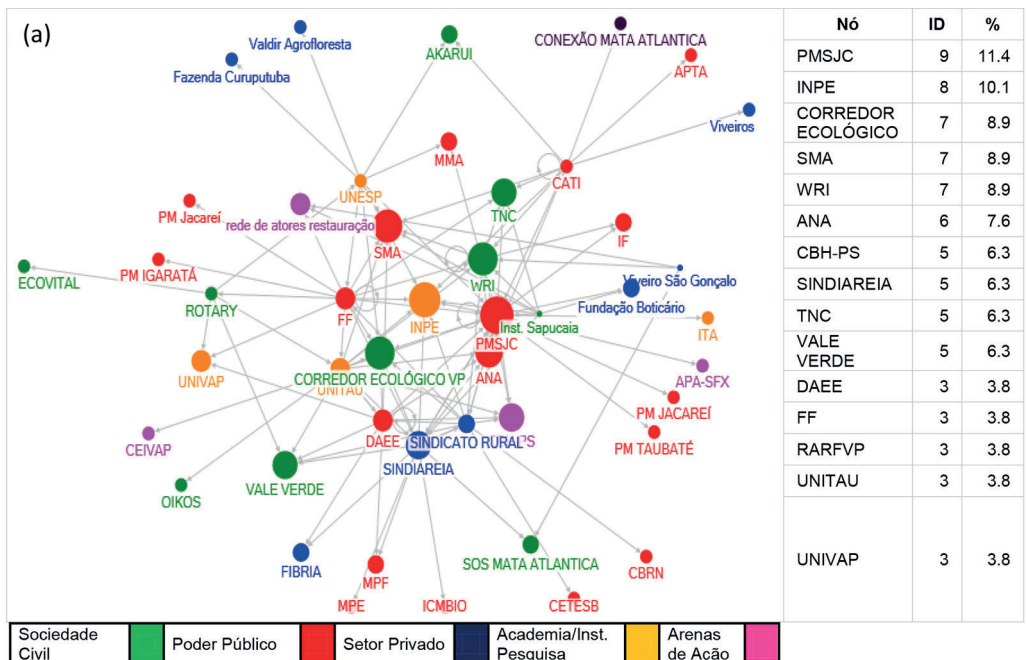 (a)
Valdir Agrofloresta
Fazenda Curuputuba
AKARUI
CONEXÃO MATA ATLANTICA
APTA
Viveiros
MMA
UNESP
CATI
PM Jacareí
rede de atores restauração
SMA
TNC
IF
ECOVITAL
PM IGARATÁ
ROTARY
FF
INPE
WRI
Viveiro São Gonçalo
Fundação Boticário
Inst. Sapucaia
PMSJC
ITA
UNIVAP
UNITAU
CORREDOR ECOLÓGICO VP
ANA
APA-SFX
PM JACAREÍ
PM TAUBATÉ
CEIVAP
DAEE
SINDICATO RURAL
PS
SINDIAREIA
VALE VERDE
OIKOS
FIBRIA
MPF
SOS MATA ATLANTICA
CBRN
MPE
ICMBIO
CETESB
Nó ID %
PMSJC 9 11.4
INPE 8 10.1
CORREDOR
ECOLÓGICO 7 8.9
SMA 7 8.9
WRI 7 8.9
ANA 6 7.6
CBH-PS 5 6.3
SINDIAREIA 5 6.3
TNC 5 6.3
VALE
VERDE 5 6.3
DAEE 3 3.8
FF 3 3.8
RARFVP 3 3.8
UNITAU 3 3.8
UNIVAP 3 3.8
Sociedade
Civil
Poder Público
Setor Privado
Academia/Inst.
Pesquisa
Arenas
de Ação